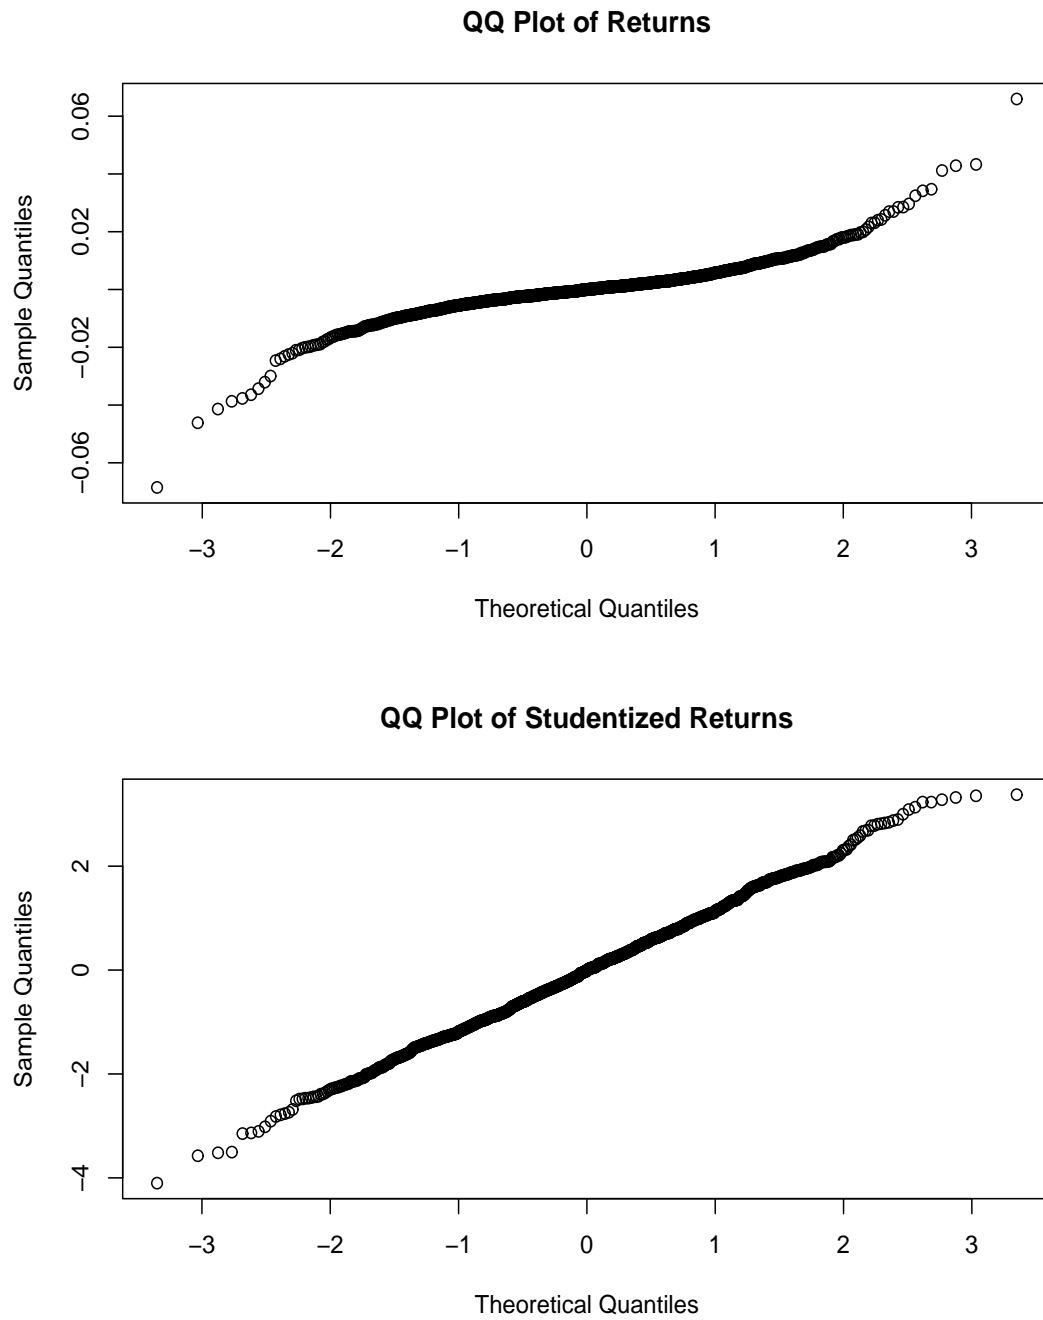 QQ Plot of Returns
Sample Quantiles
0.06
0.02
−0.02
−0.06
−3 −2 −1 0 1 2 3
Theoretical Quantiles
QQ Plot of Studentized Returns
Sample Quantiles
2
0
−2
−4
−3 −2 −1 0 1 2 3
Theoretical Quantiles